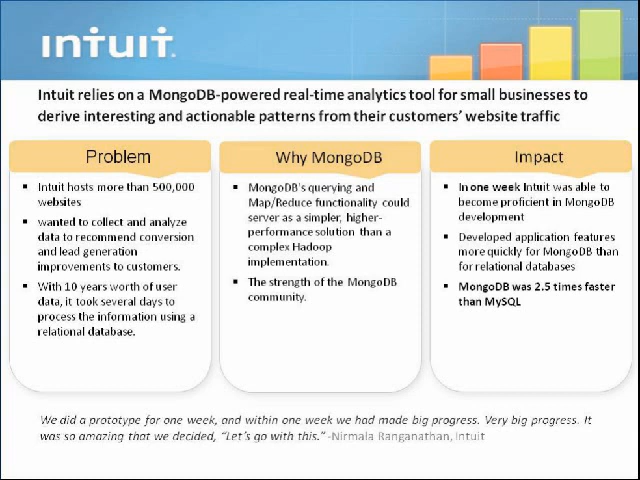 intuit.
Intuit relies on a MongoDB-powered real-time analytics tool for small businesses to
derive interesting and actionable patterns from their customers' website traffic
Problem
▪ Intuit hosts more than 500,000
websites
▪ wanted to collect and analyze
data to recommend conversion
and lead generation
improvements to customers.
▪ With 10 years worth of user
data, it took several days to
process the information using a
relational database.
Why MongoDB
▪ MongoDB's querying and
Map/Reduce functionality could
server as a simpler, higher-
performance solution than a
complex Hadoop
implementation.
▪ The strength of the MongoDB
community.
Impact
▪ In one week Intuit was able to
become proficient in MongoDB
development
▪ Developed application features
more quickly for MongoDB than
for relational databases
▪ MongoDB was 2.5 times faster
than MySQL
We did a prototype for one week, and within one week we had made big progress. Very big progress. It
was so amazing that we decided, "Let's go with this." -Nirmala Ranganathan, Intuit